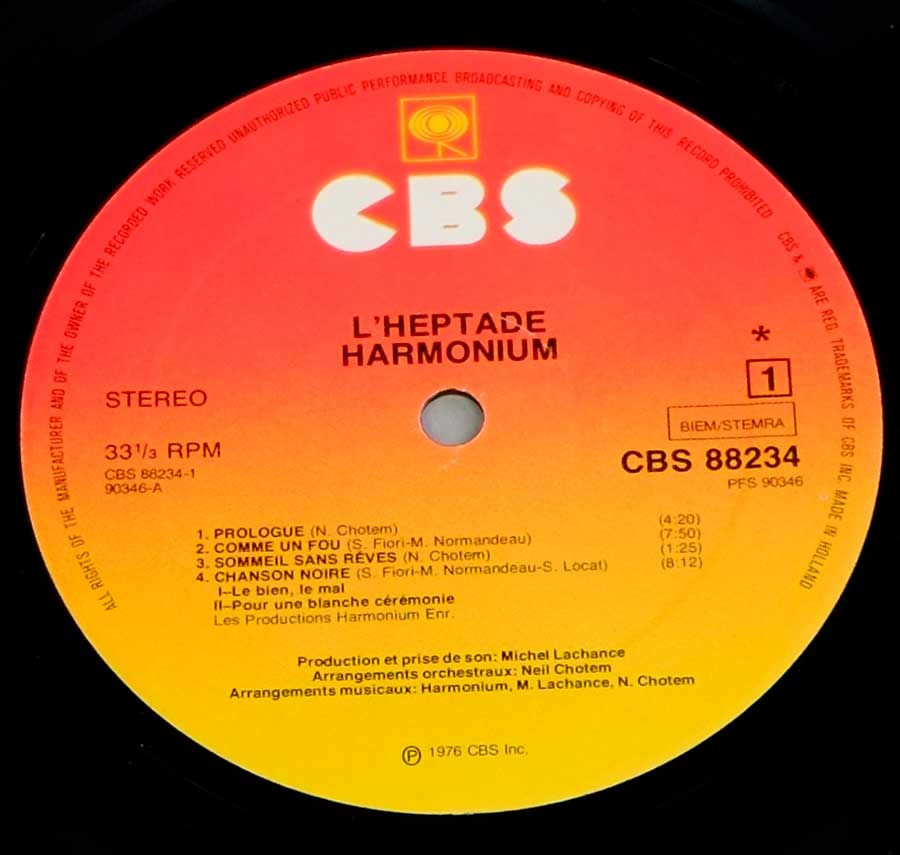 ALL RIGHTS OF THE MANUFACTURER AND OF THE OWNER OF THE RECORDED WORK RESERVED UNAUTHORIZED PUBLIC PERFORMANCE BROADCASTING AND COPYING OF THIS RECORD PROHIBITED
CBS & ARE REG. TRADEMARKS OF CBS INC. MADE IN HOLLAND
CBS
L'HEPTADE
HARMONIUM
*
1
STEREO
BIEM/STEMRA
33 1/3 RPM
CBS 88234
CBS 88234-1
PFS 90346
90346-A
1. PROLOGUE (N. Chotem) (4:20)
2. COMME UN FOU (S. Fiori-M. Normandeau) (7:50)
3. SOMMEIL SANS RÊVES (N. Chotem) (1:25)
4. CHANSON NOIRE (S. Fiori-M. Normandeau-S. Locat) (8:12)
I–Le bien, le mal
II–Pour une blanche cérémonie
Les Productions Harmonium Enr.
Production et prise de son: Michel Lachance
Arrangements orchestraux: Neil Chotem
Arrangements musicaux: Harmonium, M. Lachance, N. Chotem
℗ 1976 CBS Inc.